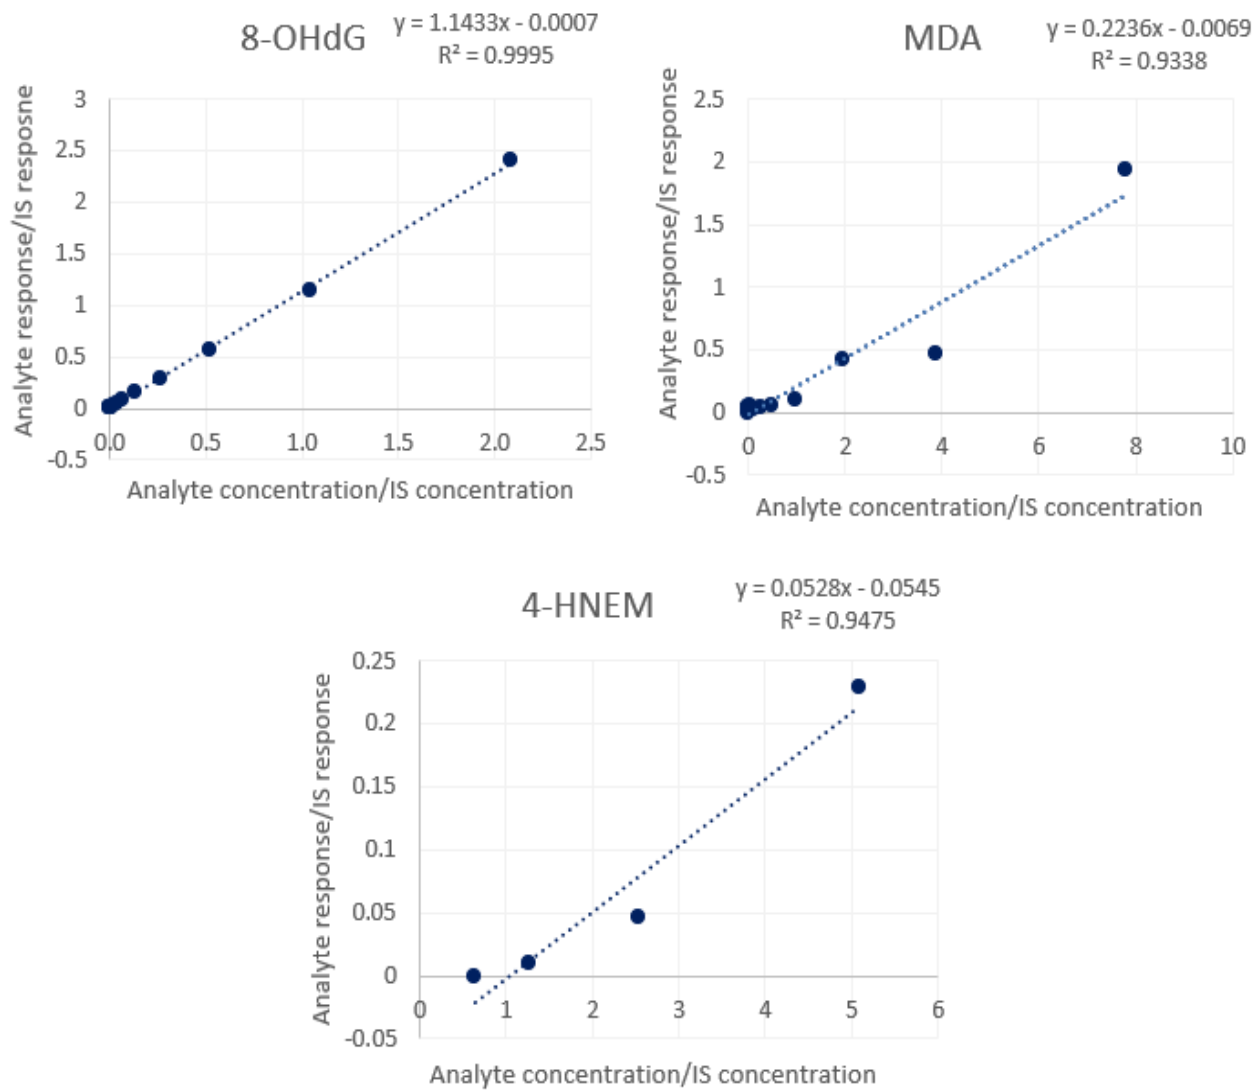 8-OHdG
y = 1.1433x - 0.0007
R² = 0.9995
Analyte response/IS resposne
3
2.5
2
1.5
1
0.5
0
-0.5
0.0 0.5 1.0 1.5 2.0 2.5
Analyte concentration/IS concentration
MDA
y = 0.2236x - 0.0069
R² = 0.9338
Analyte response/IS response
2.5
2
1.5
1
0.5
0
-0.5
0 2 4 6 8 10
Analyte concentration/IS concentration
4-HNEM
y = 0.0528x - 0.0545
R² = 0.9475
Analyte response/IS response
0.25
0.2
0.15
0.1
0.05
0
-0.05
0 1 2 3 4 5 6
Analyte concentration/IS concentration